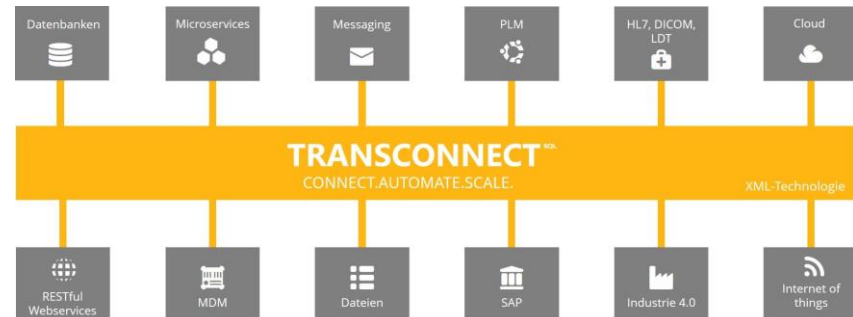 Datenbanken
Microservices
Messaging
PLM
HL7, DICOM,
LDT
Cloud
TRANSCONNECT
CONNECT.AUTOMATE.SCALE.
XML-Technologie
RESTful
Webservices
MDM
Dateien
SAP
Industrie 4.0
Internet of
things